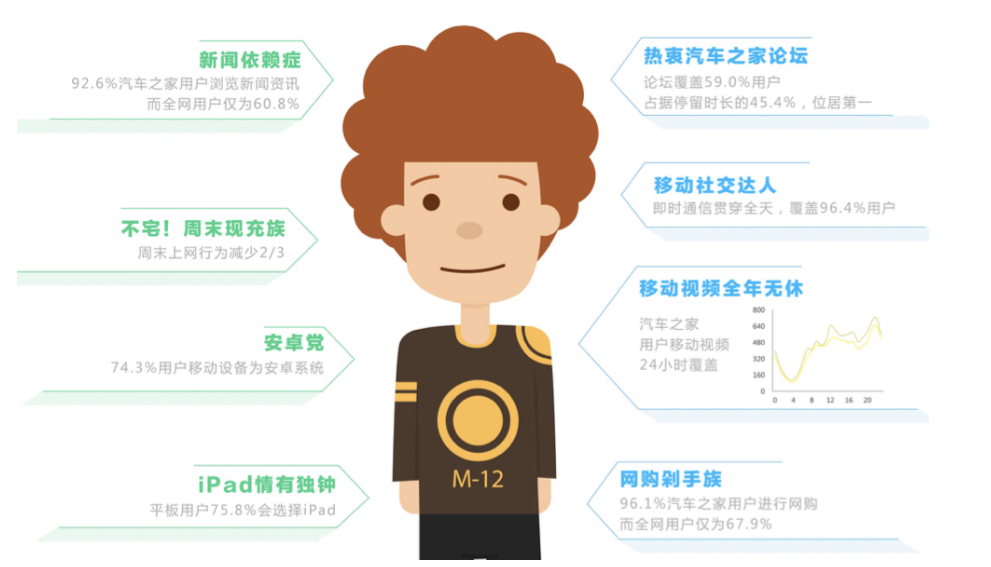 新闻依赖症
92.6%汽车之家用户浏览新闻资讯
而全网用户仅为60.8%
不宅！周末现充族
周末上网行为减少2/3
安卓党
74.3%用户移动设备为安卓系统
iPad情有独钟
平板用户75.8%会选择iPad
M-12
热衷汽车之家论坛
论坛覆盖59.0%用户
占据停留时长的45.4%，位居第一
移动社交达人
即时通信贯穿全天，覆盖96.4%用户
移动视频全年无休
汽车之家
用户移动视频
24小时覆盖
800
640
480
320
160
0
0 4 8 12 16 20
网购剁手族
96.1%汽车之家用户进行网购
而全网用户仅为67.9%